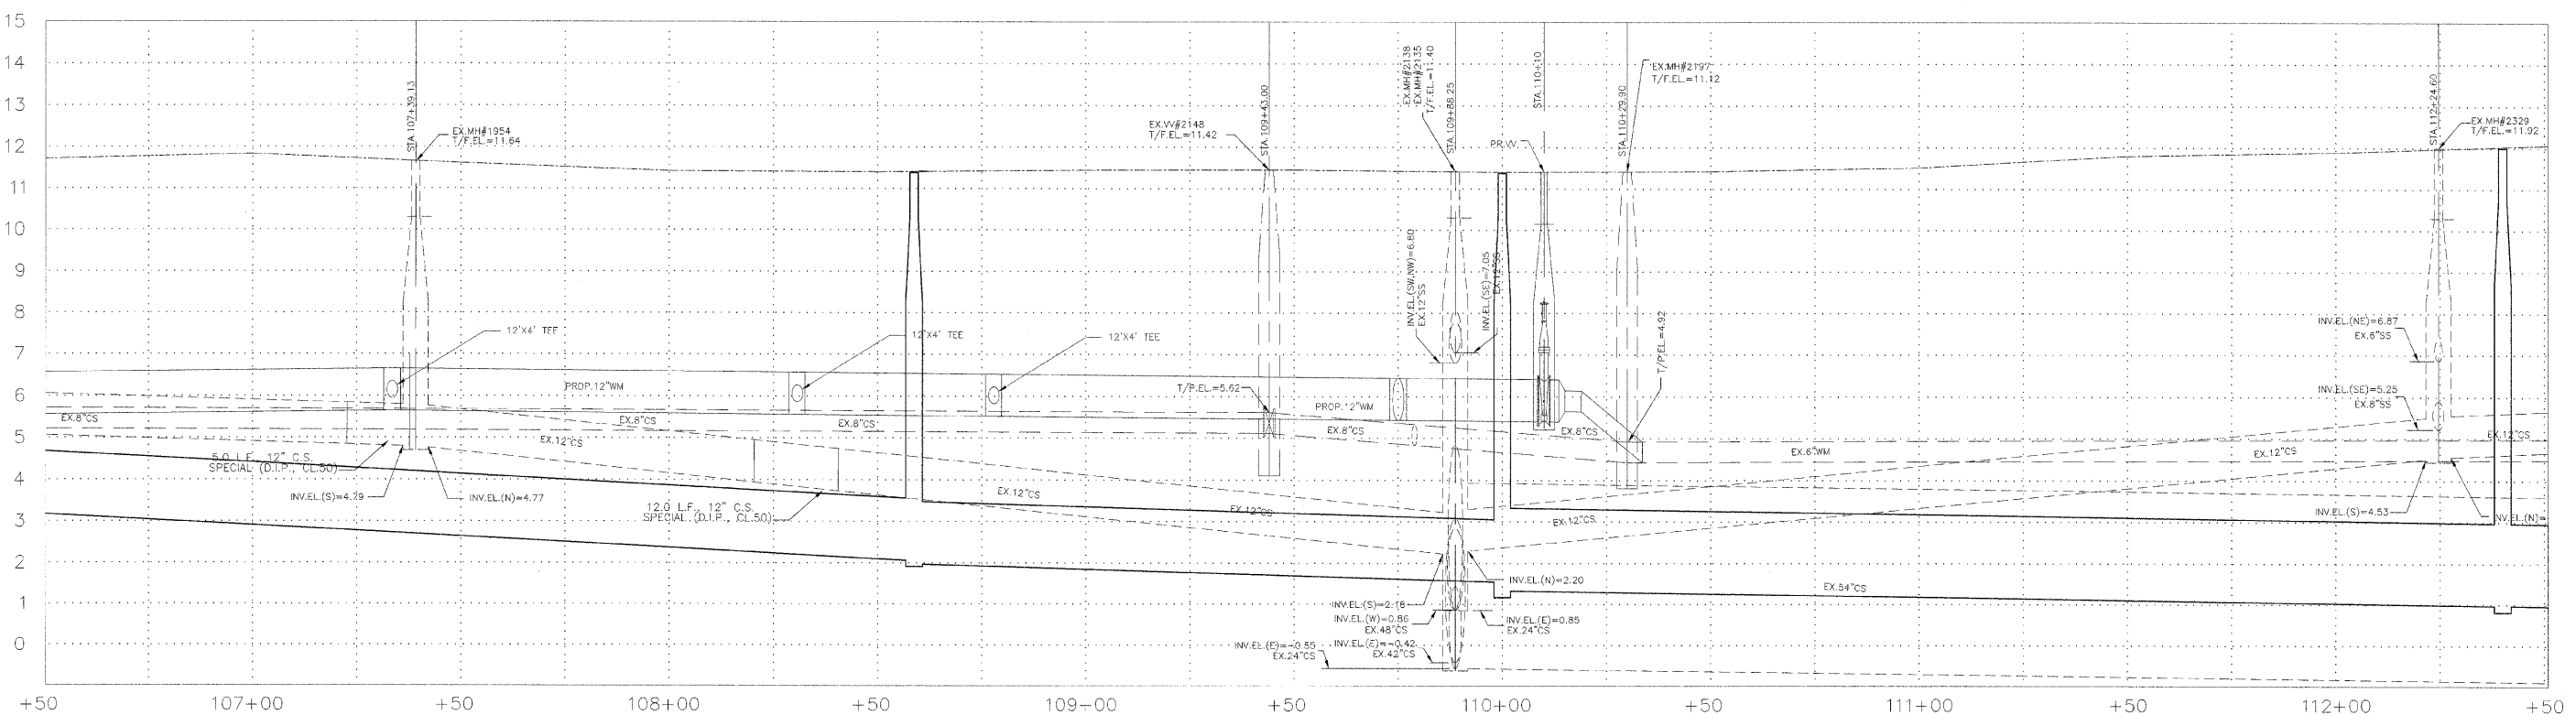 15
14
13
12
11
10
9
8
7
6
5
4
3
2
1
0
STA.107+39.13
EX.MH#1954
T/F.EL.=11.64
EX.VV#2148
T/F.EL.=11.42
STA.109+43.00
EX.MH#2138
EX.MH#2135
T/F.EL.=11.40
STA.109+88.25
STA.110+10
PR.VV.
STA.110+29.90
EX.MH#2197
T/F.EL.=11.12
STA.112+24.60
EX.MH#2329
T/F.EL.=11.92
INV.EL.(SW,NW)=6.80
EX.12"SS
INV.EL.(SE)=7.05
EX.12"SS
T/P.EL.=4.92
INV.EL.(NE)=6.87
EX.6"SS
INV.EL.(SE)=5.25
EX.8"SS
12"X4" TEE
12"X4" TEE
12"X4" TEE
PROP.12"WM
T/P.EL.=5.62
PROP.12"WM
EX.8"CS
EX.8"CS
EX.8"CS
EX.8"CS
EX.8"CS
EX.12"CS
EX.12"CS
EX.6"WM
EX.12"CS
5.0 L.F., 12" C.S.
SPECIAL (D.I.P., CL.50)
INV.EL.(S)=4.79
INV.EL.(N)=4.77
12.0 L.F., 12" C.S.
SPECIAL (D.I.P., CL.50)
EX.12"CS
EX.12"CS
EX.12"CS
INV.EL.(S)=4.53
INV.EL.(N)=
INV.EL.(N)=2.20
EX.54"CS
INV.EL.(S)=2.18
INV.EL.(W)=0.86
EX.48"CS
INV.EL.(E)=0.85
EX.24"CS
INV.EL.(E)=-0.55
EX.24"CS
INV.EL.(E)=-0.42
EX.42"CS
+50
107+00
+50
108+00
+50
109+00
+50
110+00
+50
111+00
+50
112+00
+50